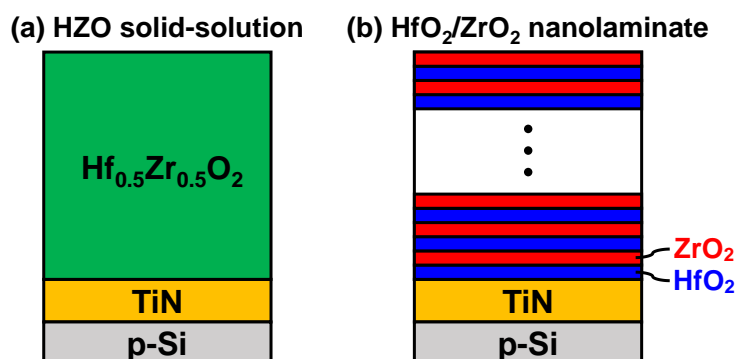 (a) HZO solid-solution
(b) HfO₂/ZrO₂ nanolaminate
Hf₀.₅Zr₀.₅O₂
TiN
p-Si
ZrO₂
HfO₂
TiN
p-Si